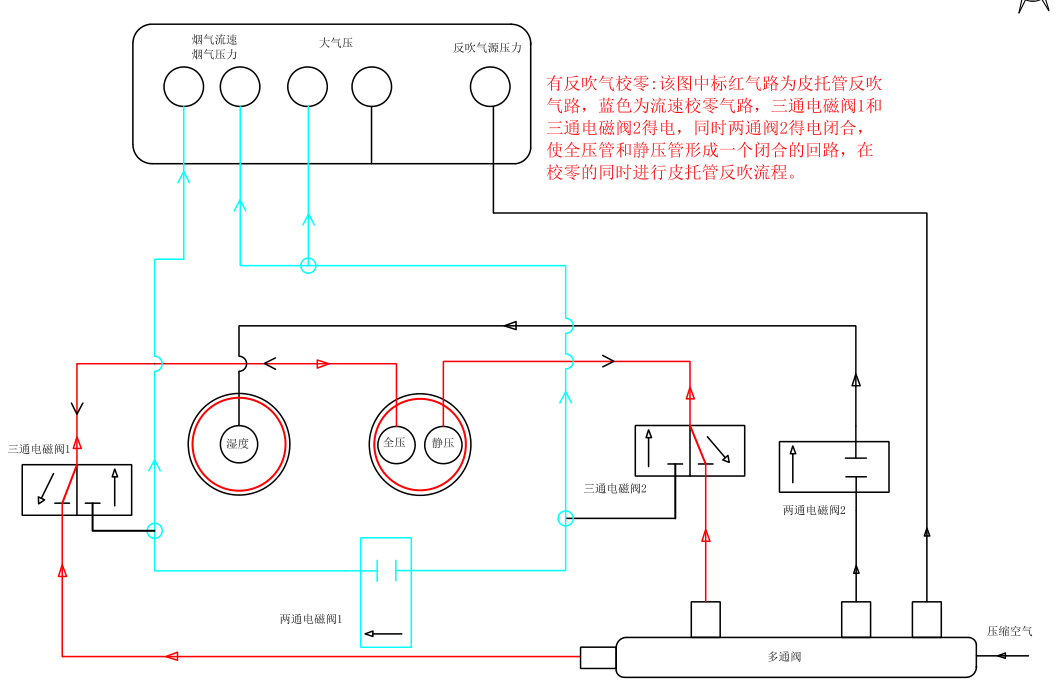 烟气流速
烟气压力
大气压
反吹气源压力
有反吹气校零:该图中标红气路为皮托管反吹
气路，蓝色为流速校零气路，三通电磁阀1和
三通电磁阀2得电，同时两通阀2得电闭合，
使全压管和静压管形成一个闭合的回路，在
校零的同时进行皮托管反吹流程。
三通电磁阀1
湿度
全压
静压
三通电磁阀2
两通电磁阀2
两通电磁阀1
压缩空气
多通阀